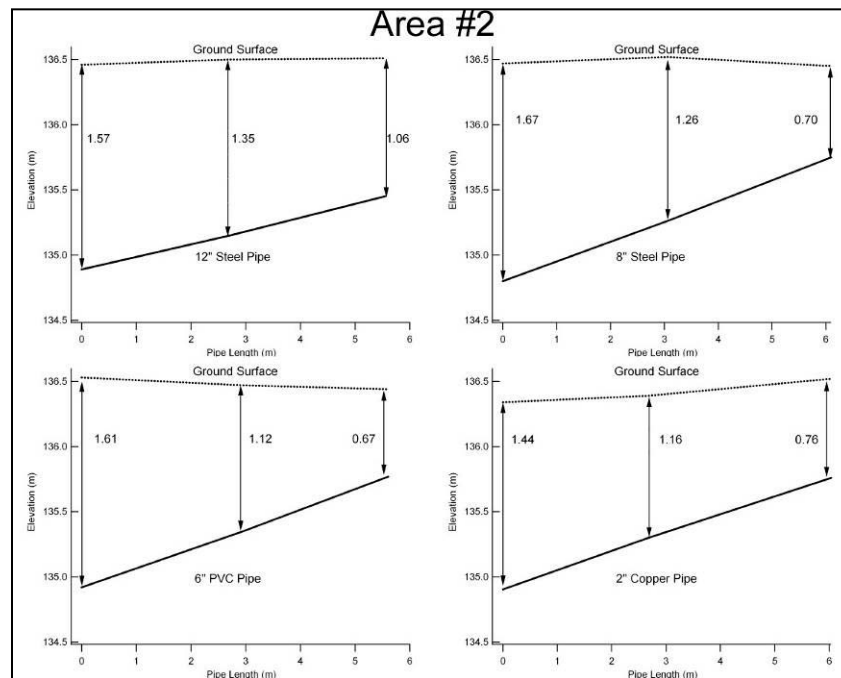 Area #2
Ground Surface
136.5
136.0
135.5
135.0
134.5
Elevation (m)
1.57
1.35
1.06
12" Steel Pipe
0 1 2 3 4 5 6
Pipe Length (m)
Ground Surface
136.5
136.0
135.5
135.0
134.5
Elevation (m)
1.67
1.26
0.70
8" Steel Pipe
0 1 2 3 4 5 6
Pipe Length (m)
Ground Surface
136.5
136.0
135.5
135.0
134.5
Elevation (m)
1.61
1.12
0.67
6" PVC Pipe
0 1 2 3 4 5 6
Pipe Length (m)
Ground Surface
136.5
136.0
135.5
135.0
134.5
Elevation (m)
1.44
1.16
0.76
2" Copper Pipe
0 1 2 3 4 5 6
Pipe Length (m)